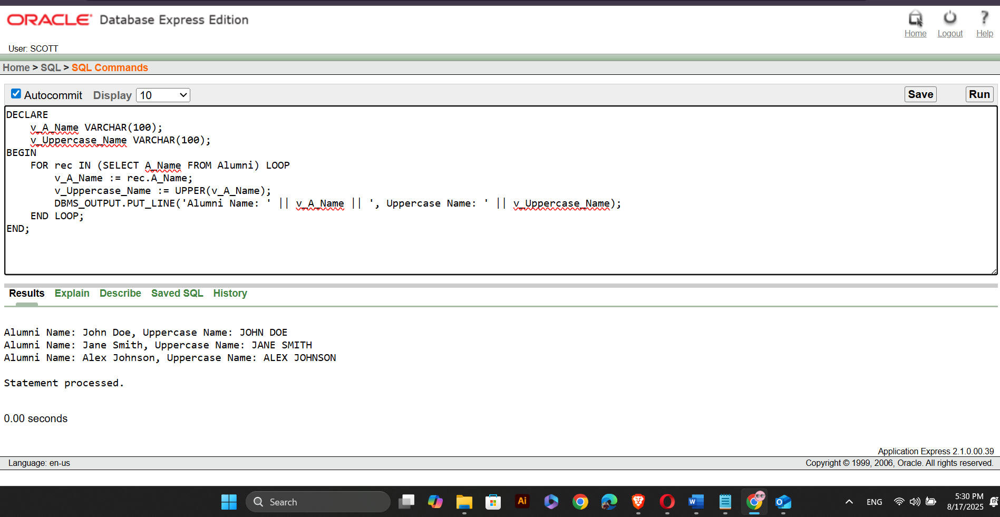 ORACLE Database Express Edition
Home Logout Help
User: SCOTT
Home > SQL > SQL Commands
Autocommit Display 10 Save Run
DECLARE
    v_A_Name VARCHAR(100);
    v_Uppercase_Name VARCHAR(100);
BEGIN
    FOR rec IN (SELECT A_Name FROM Alumni) LOOP
        v_A_Name := rec.A_Name;
        v_Uppercase_Name := UPPER(v_A_Name);
        DBMS_OUTPUT.PUT_LINE('Alumni Name: ' || v_A_Name || ', Uppercase Name: ' || v_Uppercase_Name);
    END LOOP;
END;
Results Explain Describe Saved SQL History
Alumni Name: John Doe, Uppercase Name: JOHN DOE
Alumni Name: Jane Smith, Uppercase Name: JANE SMITH
Alumni Name: Alex Johnson, Uppercase Name: ALEX JOHNSON
Statement processed.
0.00 seconds
Application Express 2.1.0.00.39
Language: en-us Copyright © 1999, 2006, Oracle. All rights reserved.
Search Ai W ENG 5:30 PM
8/17/2025